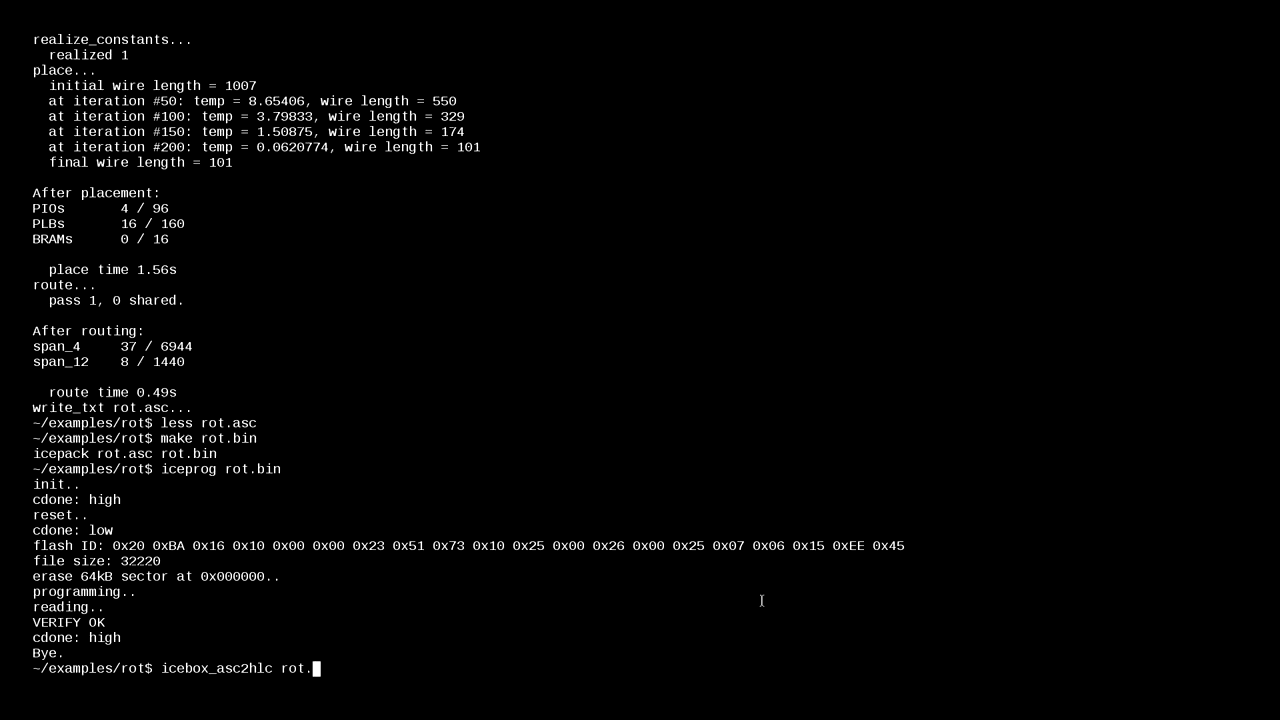 realize_constants...
  realized 1
place...
  initial wire length = 1007
  at iteration #50: temp = 8.65406, wire length = 550
  at iteration #100: temp = 3.79833, wire length = 329
  at iteration #150: temp = 1.50875, wire length = 174
  at iteration #200: temp = 0.0620774, wire length = 101
  final wire length = 101

After placement:
PIOs       4 / 96
PLBs       16 / 160
BRAMs      0 / 16

  place time 1.56s
route...
  pass 1, 0 shared.

After routing:
span_4     37 / 6944
span_12    8 / 1440

  route time 0.49s
write_txt rot.asc...
~/examples/rot$ less rot.asc
~/examples/rot$ make rot.bin
icepack rot.asc rot.bin
~/examples/rot$ iceprog rot.bin
init..
cdone: high
reset..
cdone: low
flash ID: 0x20 0xBA 0x16 0x10 0x00 0x00 0x23 0x51 0x73 0x10 0x25 0x00 0x26 0x00 0x25 0x07 0x06 0x15 0xEE 0x45
file size: 32220
erase 64kB sector at 0x000000..
programming..
reading..
VERIFY OK
cdone: high
Bye.
~/examples/rot$ icebox_asc2hlc rot.